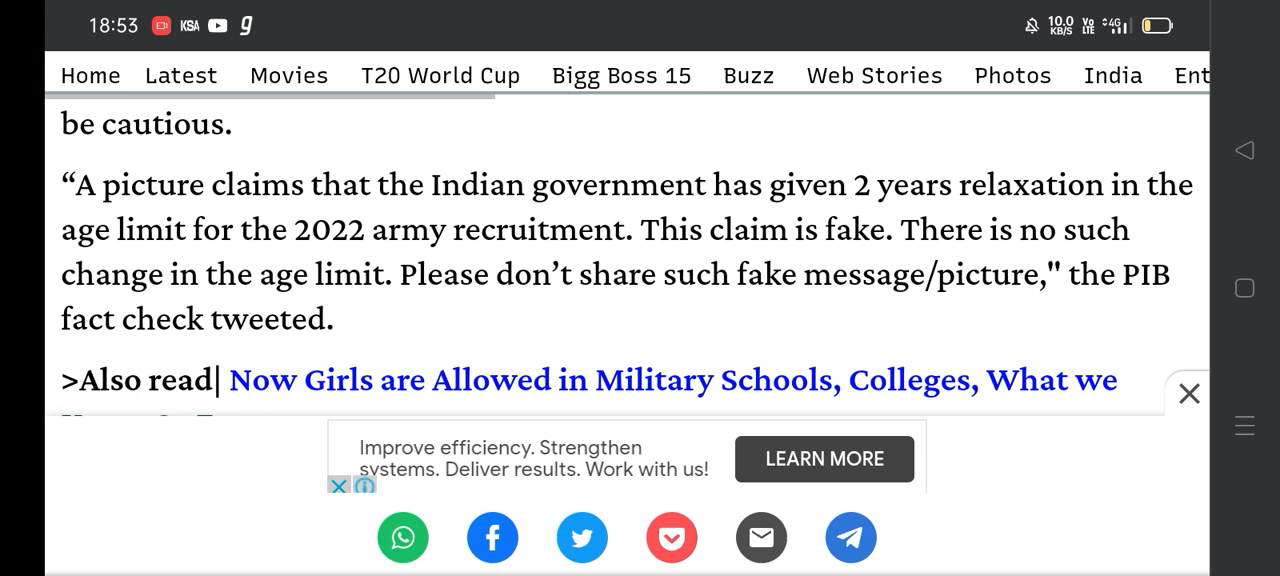 18:53 KSA g 10.0 KB/S Vo LTE 4G
Home Latest Movies T20 World Cup Bigg Boss 15 Buzz Web Stories Photos India Ent
be cautious.
“A picture claims that the Indian government has given 2 years relaxation in the
age limit for the 2022 army recruitment. This claim is fake. There is no such
change in the age limit. Please don’t share such fake message/picture," the PIB
fact check tweeted.
>Also read| Now Girls are Allowed in Military Schools, Colleges, What we
Improve efficiency. Strengthen
systems. Deliver results. Work with us!
LEARN MORE